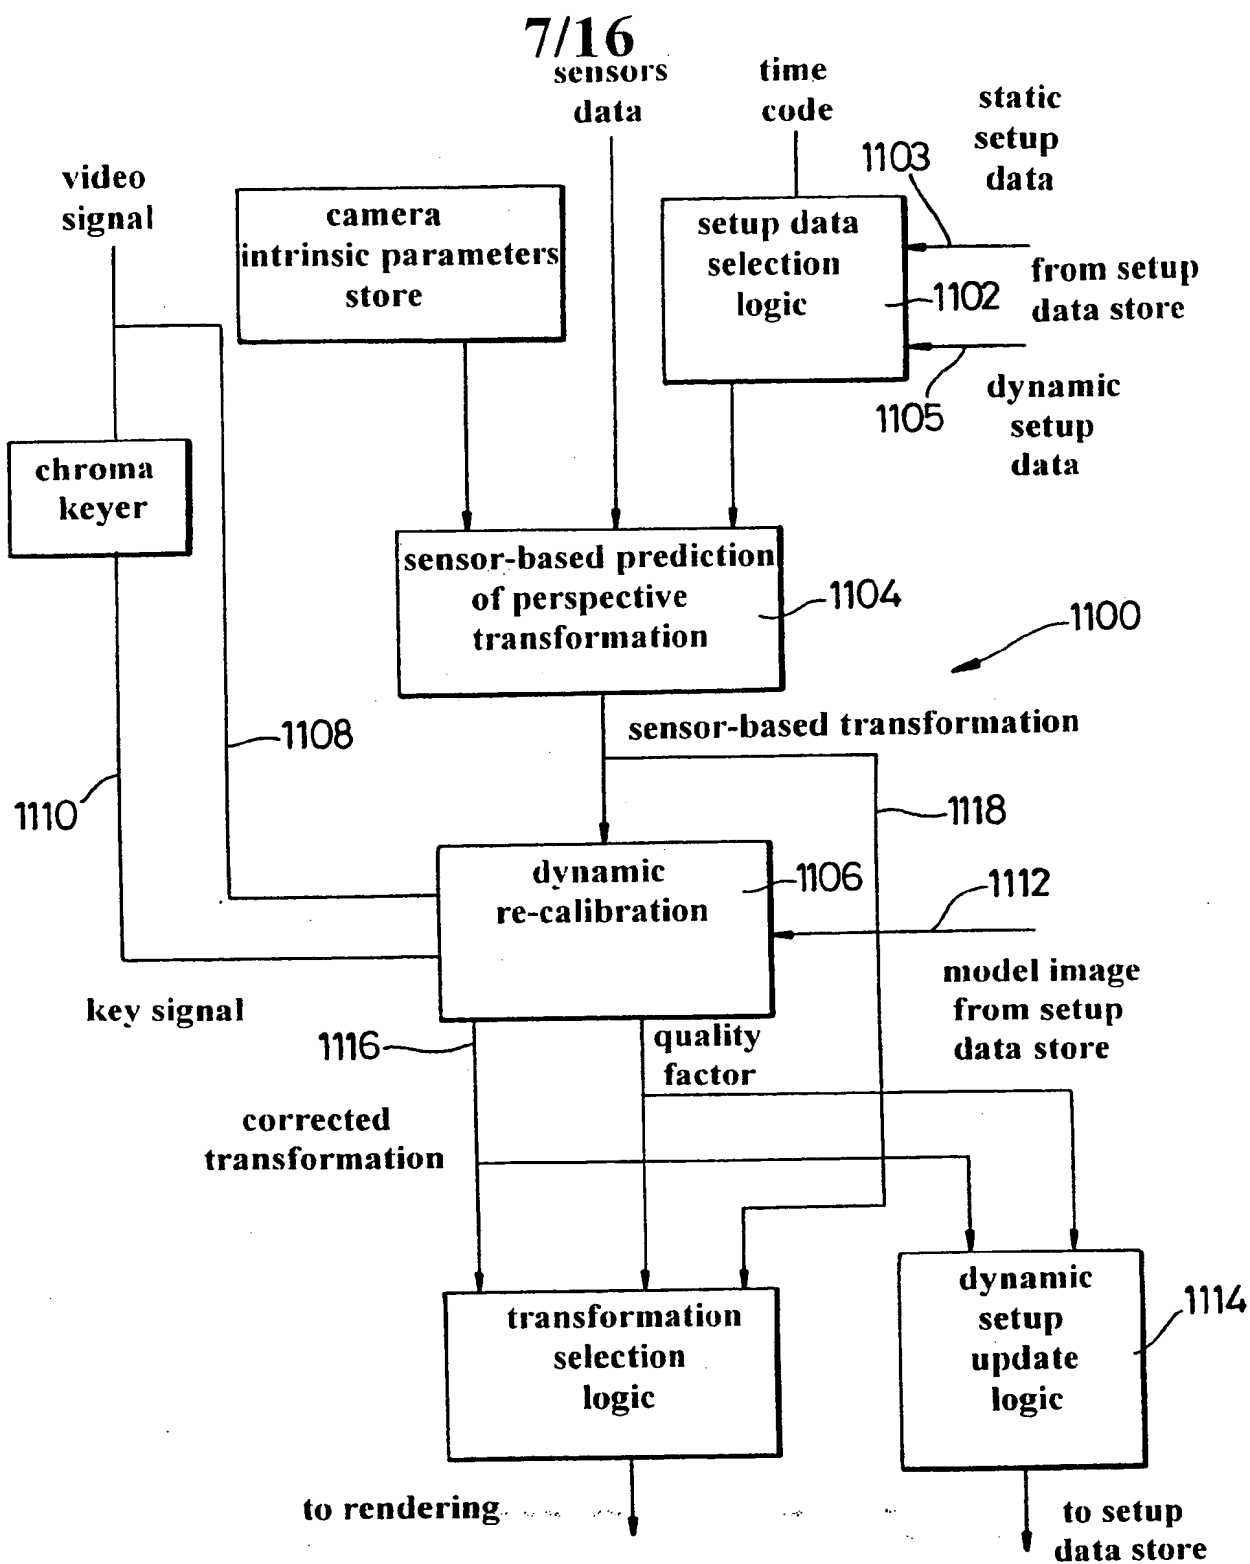 7/16
sensors
data
time
code
static
setup
data
1103
video
signal
camera
intrinsic parameters
store
setup data
selection
logic
1102
from setup
data store
1105
dynamic
setup
data
chroma
keyer
sensor-based prediction
of perspective
transformation
1104
1100
sensor-based transformation
1108
1110
1118
dynamic
re-calibration
1106
1112
model image
from setup
data store
key signal
1116
quality
factor
corrected
transformation
transformation
selection
logic
dynamic
setup
update
logic
1114
to rendering
to setup
data store